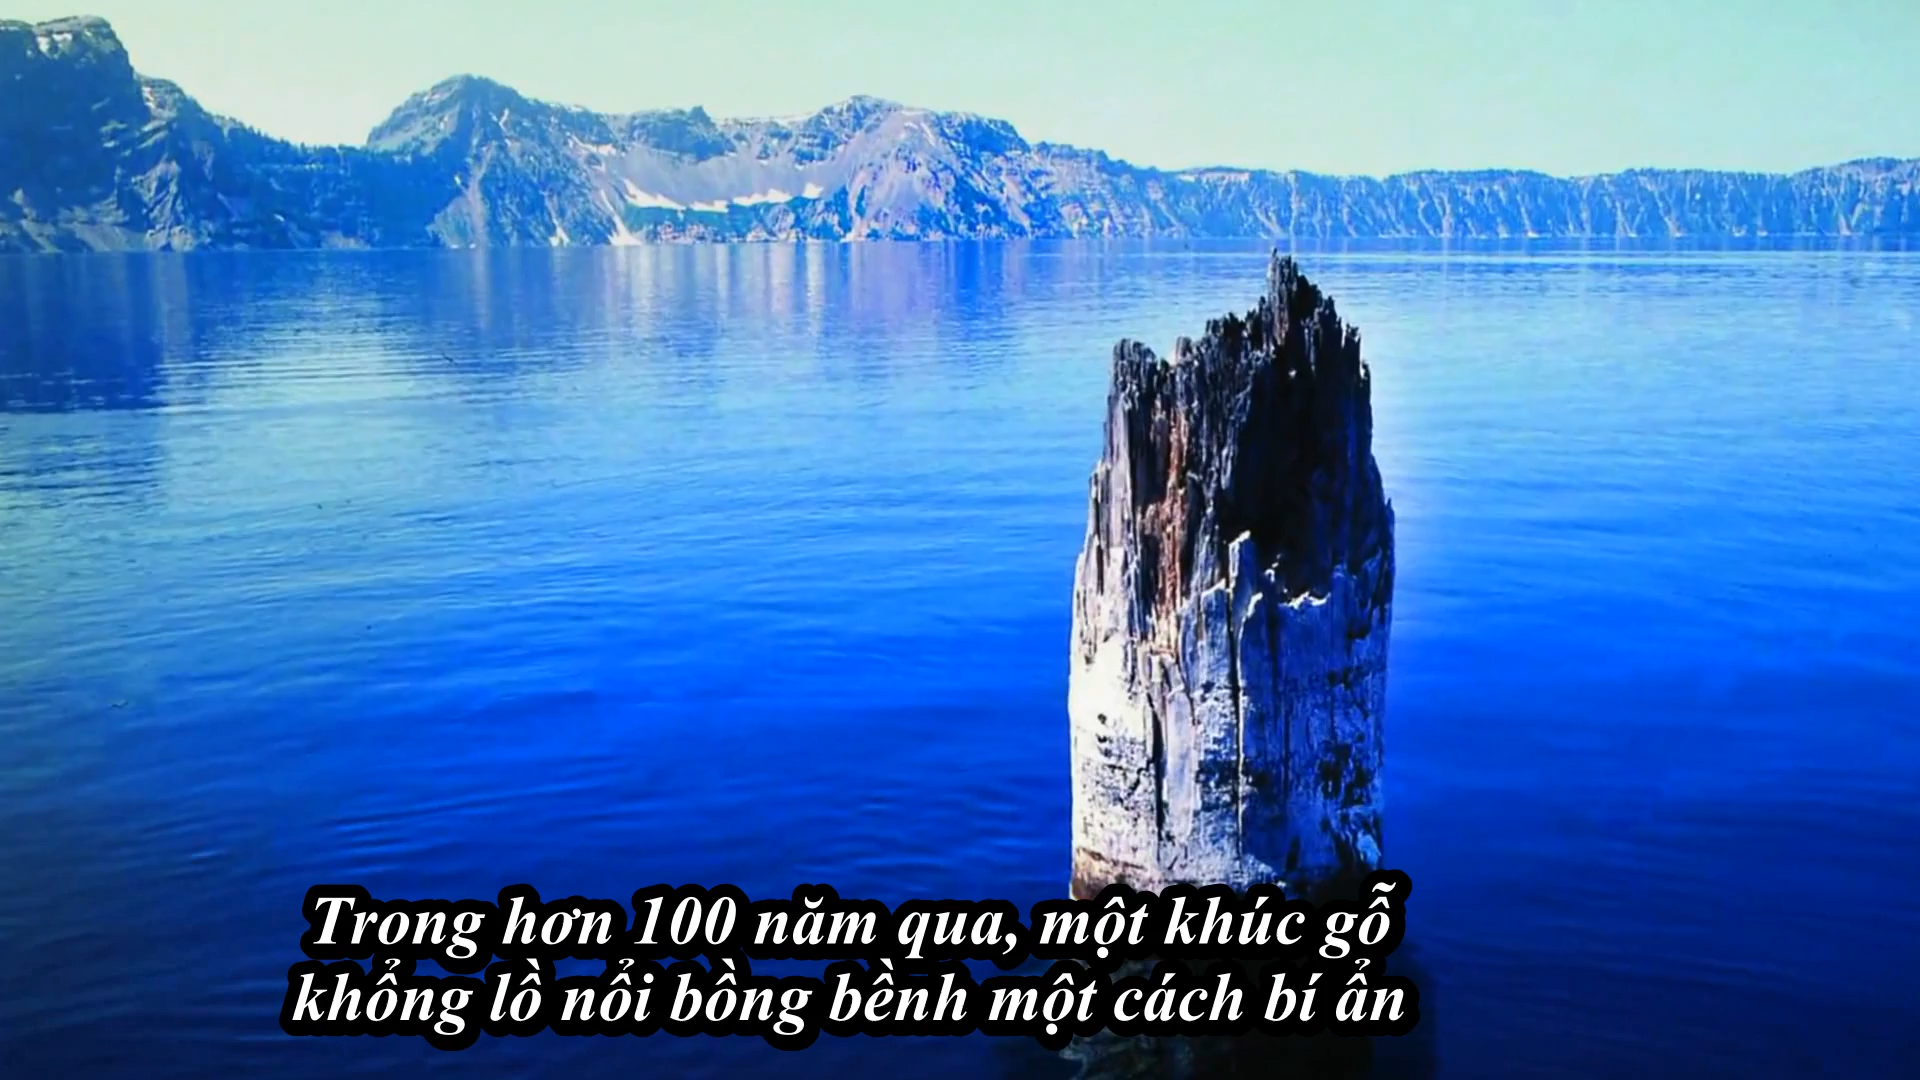 Trong hơn 100 năm qua, một khúc gỗ
khổng lồ nổi bồng bềnh một cách bí ẩn